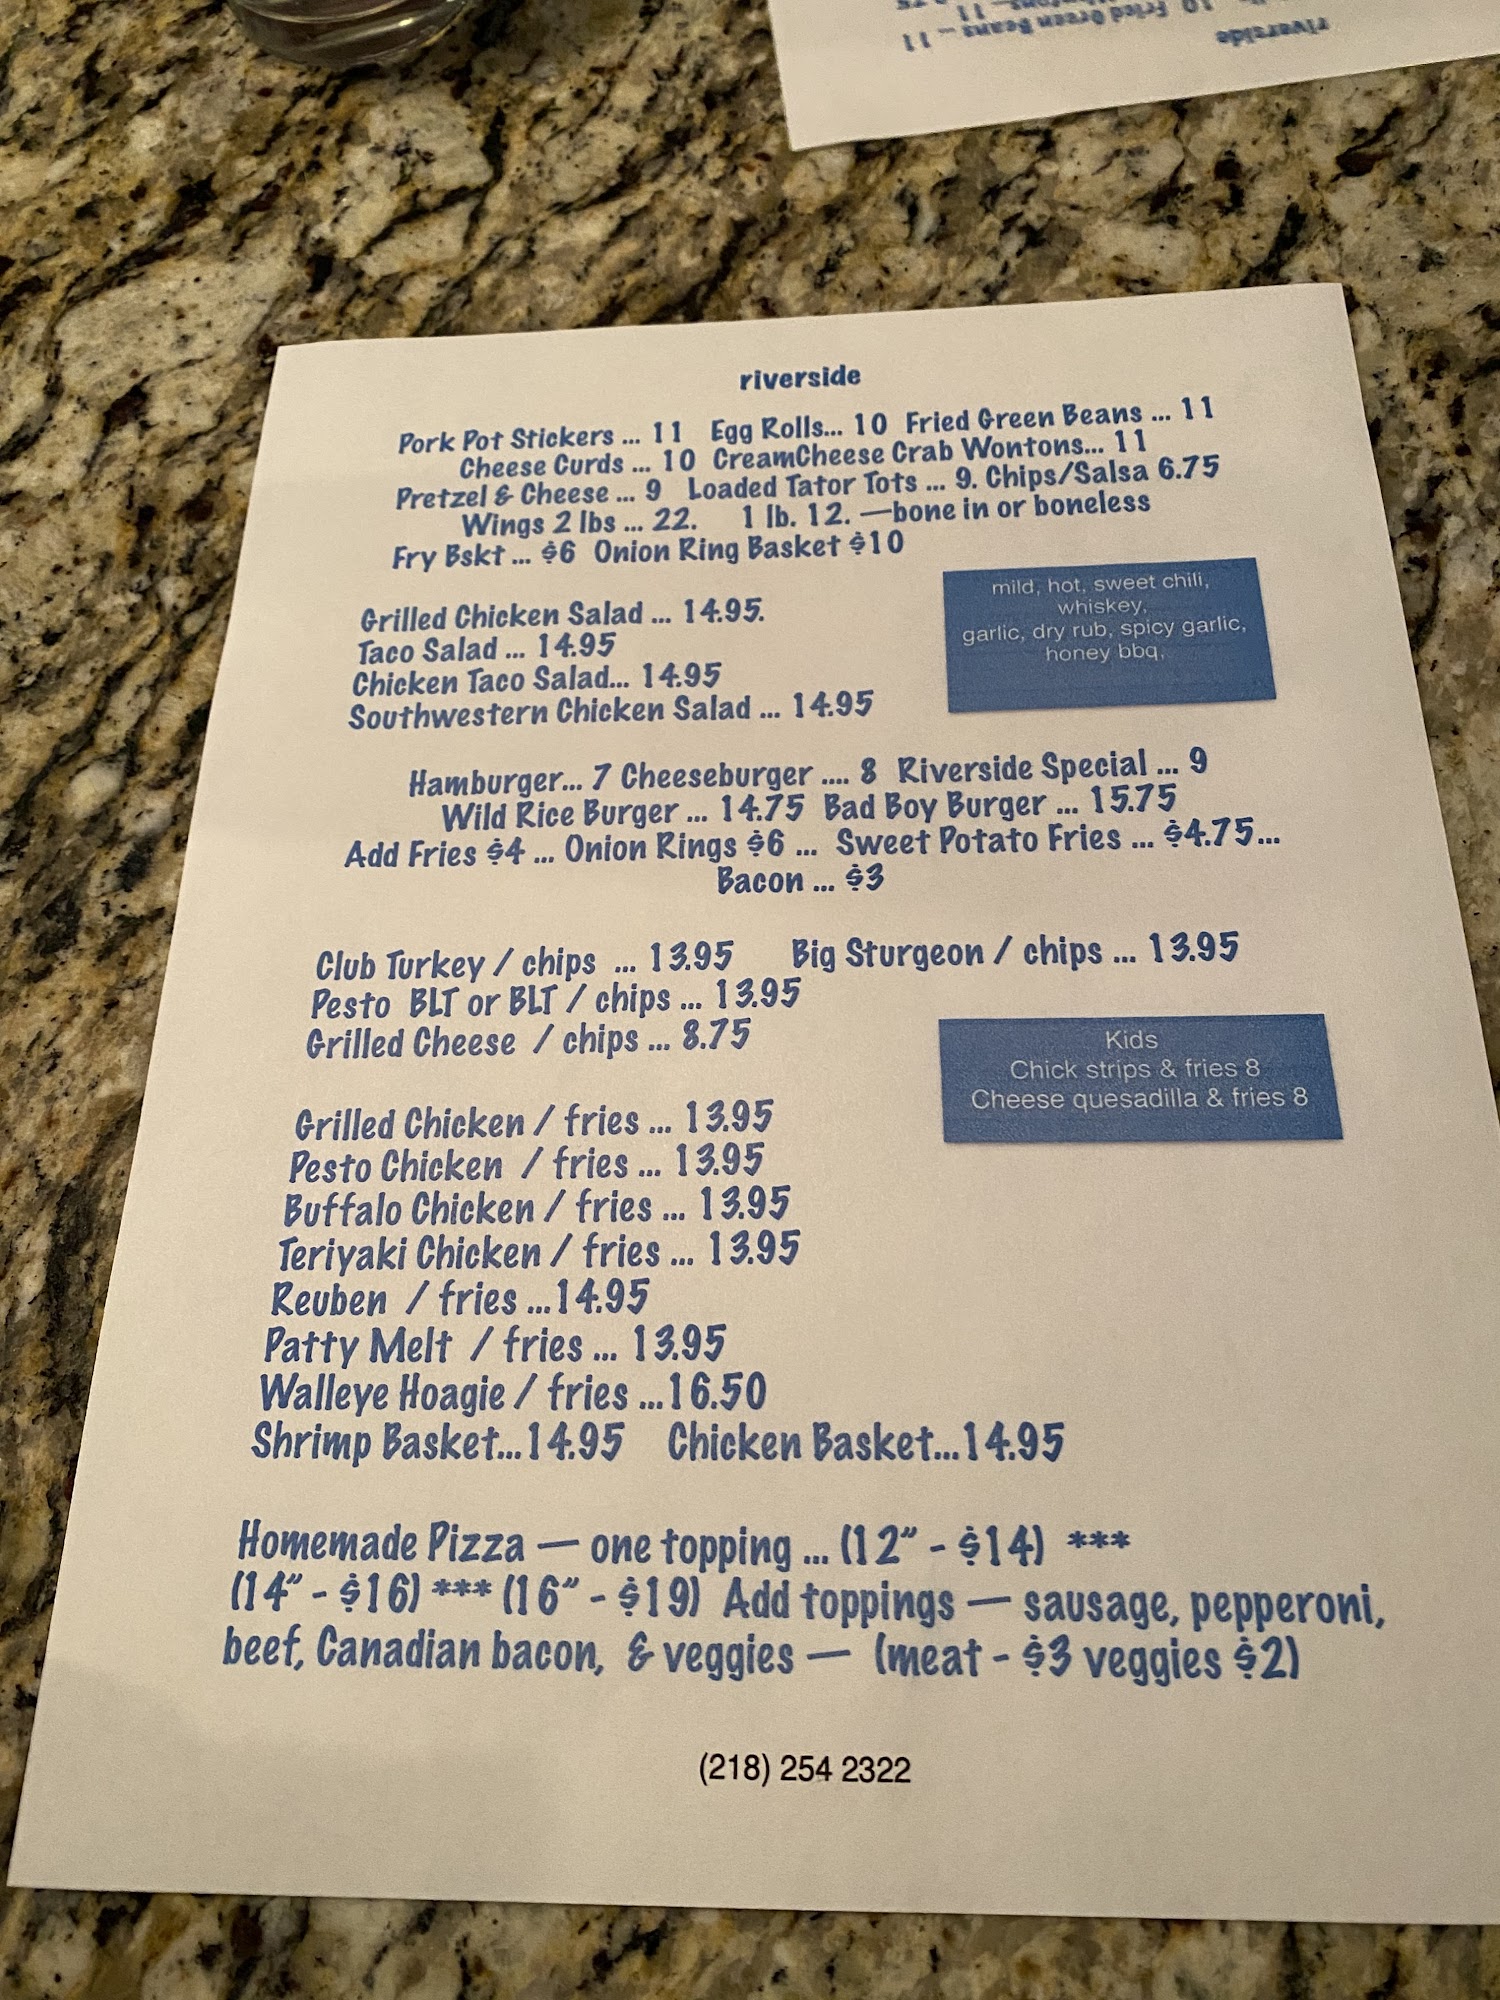 riverside
11 ... 11
Fried Green Beans ... 11
riverside
Pork Pot Stickers ... 11 Egg Rolls... 10 Fried Green Beans ... 11
Cheese Curds ... 10 CreamCheese Crab Wontons... 11
Pretzel & Cheese ... 9 Loaded Tator Tots ... 9. Chips/Salsa 6.75
Wings 2 lbs ... 22. 1 lb. 12. —bone in or boneless
Fry Bskt ... $6 Onion Ring Basket $10
mild, hot, sweet chili,
whiskey,
garlic, dry rub, spicy garlic,
honey bbq,
Grilled Chicken Salad ... 14.95.
Taco Salad ... 14.95
Chicken Taco Salad... 14.95
Southwestern Chicken Salad ... 14.95
Hamburger... 7 Cheeseburger .... 8 Riverside Special ... 9
Wild Rice Burger ... 14.75 Bad Boy Burger ... 15.75
Add Fries $4 ... Onion Rings $6 ... Sweet Potato Fries ... $4.75...
Bacon ... $3
Club Turkey / chips ... 13.95 Big Sturgeon / chips ... 13.95
Pesto BLT or BLT / chips ... 13.95
Grilled Cheese / chips ... 8.75
Kids
Chick strips & fries 8
Cheese quesadilla & fries 8
Grilled Chicken / fries ... 13.95
Pesto Chicken / fries ... 13.95
Buffalo Chicken / fries ... 13.95
Teriyaki Chicken / fries ... 13.95
Reuben / fries ...14.95
Patty Melt / fries ... 13.95
Walleye Hoagie / fries ...16.50
Shrimp Basket...14.95 Chicken Basket...14.95
Homemade Pizza — one topping ... (12" - $14) ***
(14" - $16) *** (16" - $19) Add toppings — sausage, pepperoni,
beef, Canadian bacon, & veggies — (meat - $3 veggies $2)
(218) 254 2322